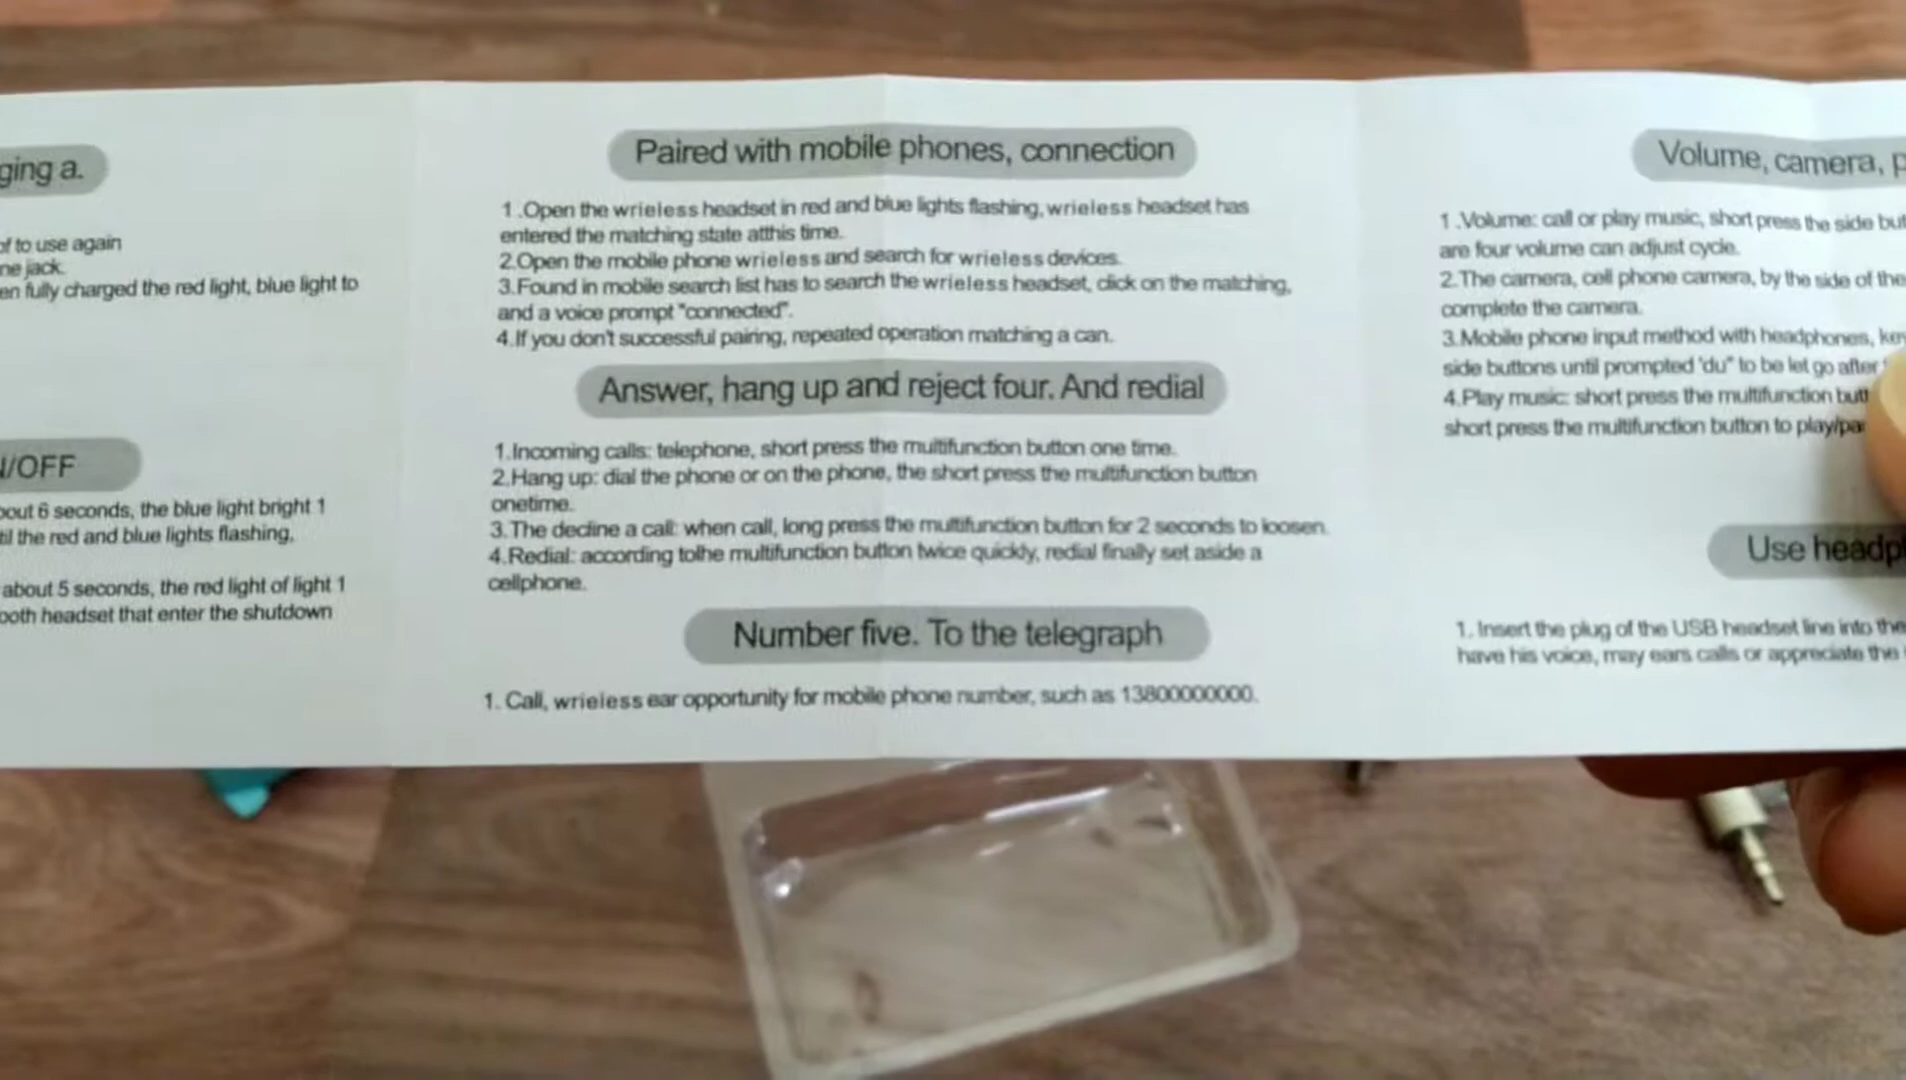 ging a.
of to use again
ne jack.
en fully charged the red light, blue light to
/OFF
bout 6 seconds, the blue light bright 1
til the red and blue lights flashing,
about 5 seconds, the red light of light 1
ooth headset that enter the shutdown
Paired with mobile phones, connection
1 .Open the wrieless headset in red and blue lights flashing, wrieless headset has
entered the matching state atthis time.
2.Open the mobile phone wrieless and search for wrieless devices.
3.Found in mobile search list has to search the wrieless headset, click on the matching,
and a voice prompt "connected".
4.If you don't successful pairing, repeated operation matching a can.
Answer, hang up and reject four. And redial
1.Incoming calls: telephone, short press the multifunction button one time.
2.Hang up: dial the phone or on the phone, the short press the multifunction button
onetime.
3.The decline a call: when call, long press the multifunction button for 2 seconds to loosen.
4.Redial: according tolhe multifunction button twice quickly, redial finally set aside a
cellphone.
Number five. To the telegraph
1. Call, wrieless ear opportunity for mobile phone number, such as 13800000000.
Volume, camera, p
1 .Volume: call or play music, short press the side but
are four volume can adjust cycle.
2.The camera, cell phone camera, by the side of the
complete the camera.
3.Mobile phone input method with headphones, key
side buttons until prompted 'du" to be let go after
4.Play music: short press the multifunction butt
short press the multifunction button to play/pa
Use headp
1. Insert the plug of the USB headset line into the
have his voice, may ears calls or appreciate the